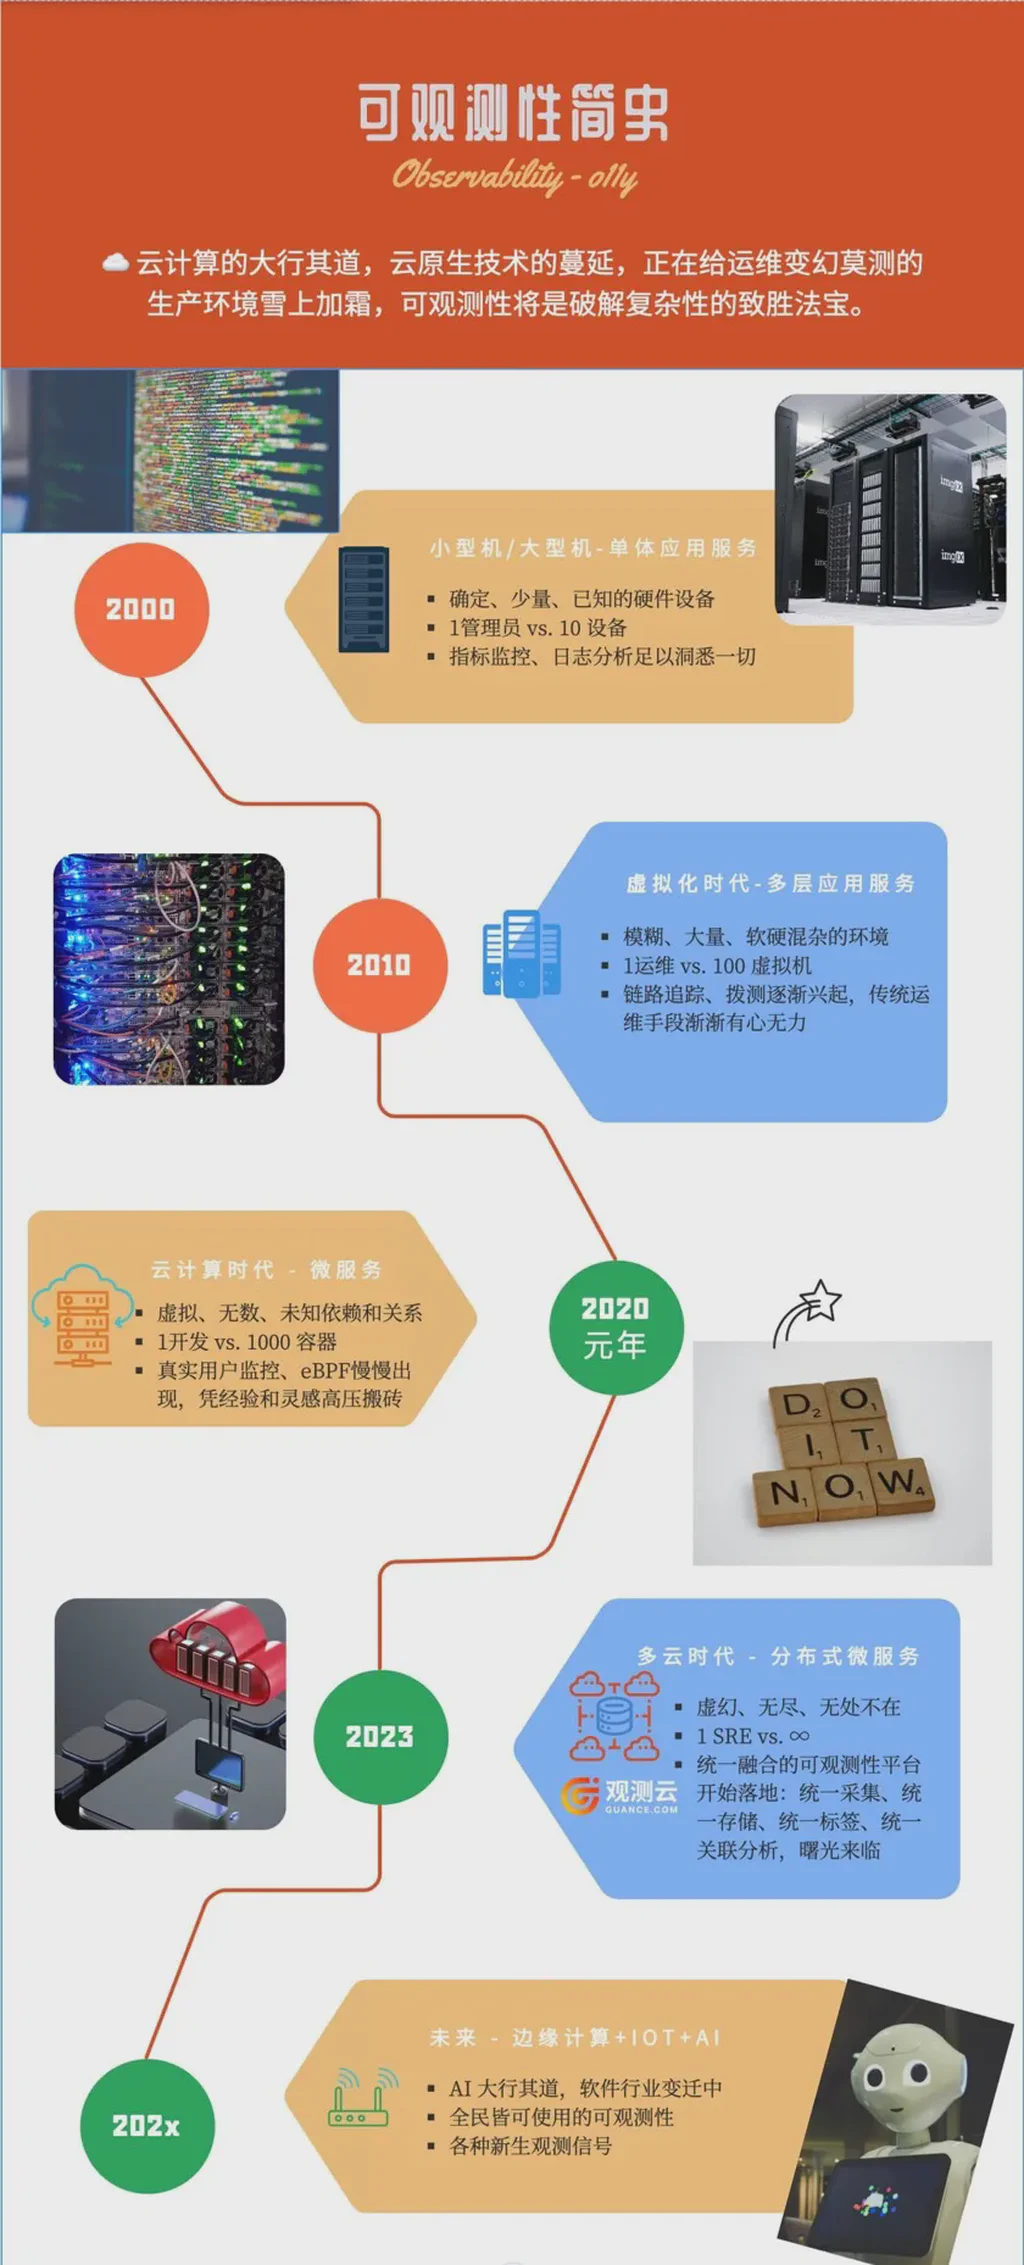 可观测性简史
Observability - o11y
云计算的大行其道，云原生技术的蔓延，正在给运维变幻莫测的
生产环境雪上加霜，可观测性将是破解复杂性的致胜法宝。
imgix
imgix
2000
小型机/大型机-单体应用服务
确定、少量、已知的硬件设备
1管理员 vs. 10 设备
指标监控、日志分析足以洞悉一切
2010
虚拟化时代-多层应用服务
模糊、大量、软硬混杂的环境
1运维 vs. 100 虚拟机
链路追踪、拨测逐渐兴起，传统运
维手段渐渐有心无力
2020
元年
云计算时代 - 微服务
虚拟、无数、未知依赖和关系
1开发 vs. 1000 容器
真实用户监控、eBPF慢慢出
现，凭经验和灵感高压搬砖
D2 O1
I1 T1
N1 O1 W4
2023
多云时代 - 分布式微服务
虚幻、无尽、无处不在
1 SRE vs. ∞
统一融合的可观测性平台
开始落地：统一采集、统
一存储、统一标签、统一
关联分析，曙光来临
观测云
GUANCE.COM
202x
未来 - 边缘计算+IOT+AI
AI 大行其道，软件行业变迁中
全民皆可使用的可观测性
各种新生观测信号